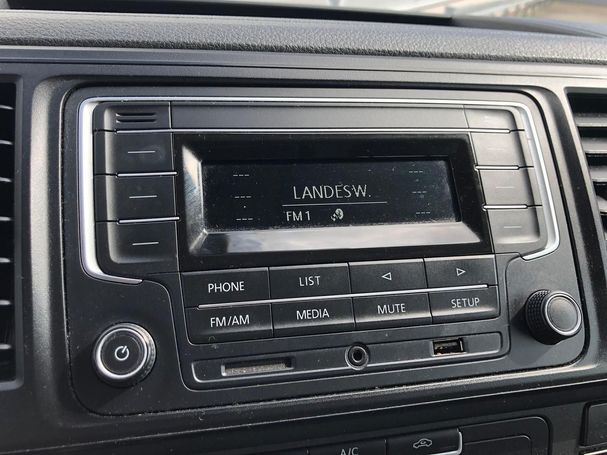 ---
LANDESW.
---
---
FM 1
---
PHONE
LIST
FM/AM
MEDIA
MUTE
SETUP
A/C